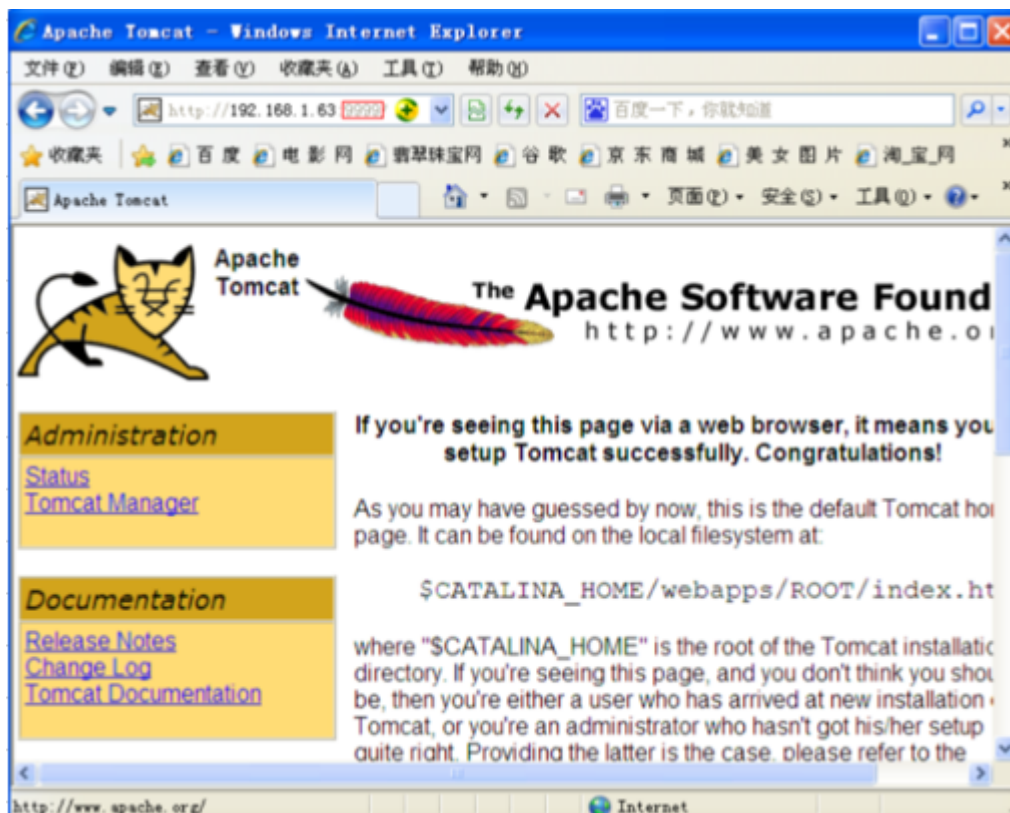 Apache Tomcat - Windows Internet Explorer
文件(F) 编辑(E) 查看(V) 收藏夹(A) 工具(T) 帮助(H)
http://192.168.1.63 9999 百度一下，你就知道
收藏夹 百度 电影网 翡翠珠宝网 谷歌 京东商城 美女图片 淘_宝_网
Apache Tomcat 页面(P) 安全(S) 工具(O)
Apache
Tomcat
The Apache Software Found
http://www.apache.o
Administration
Status
Tomcat Manager
Documentation
Release Notes
Change Log
Tomcat Documentation
If you're seeing this page via a web browser, it means you
setup Tomcat successfully. Congratulations!
As you may have guessed by now, this is the default Tomcat ho
page. It can be found on the local filesystem at:
$CATALINA_HOME/webapps/ROOT/index.ht
where "$CATALINA_HOME" is the root of the Tomcat installatio
directory. If you're seeing this page, and you don't think you shou
be, then you're either a user who has arrived at new installation
Tomcat, or you're an administrator who hasn't got his/her setup
quite right. Providing the latter is the case, please refer to the
http://www.apache.org/ Internet